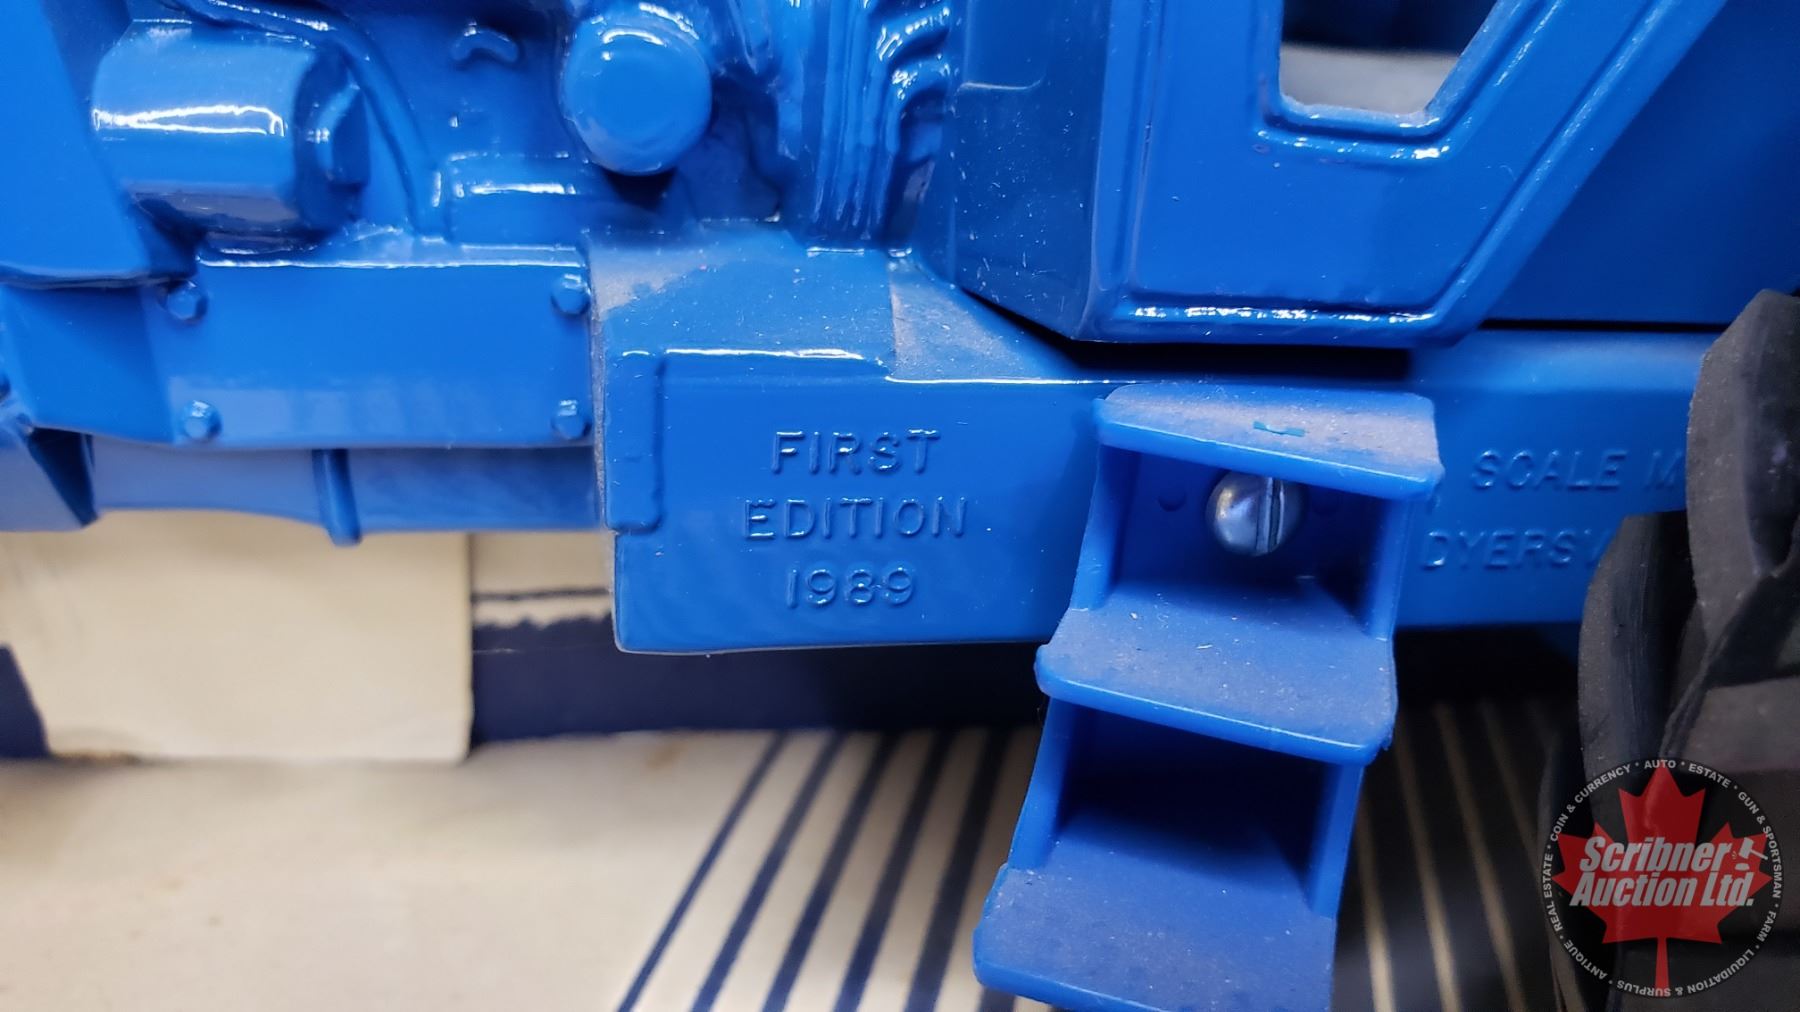 FIRST
EDITION
1989
SCALE M
DYERSV
Scribner
Auction Ltd.
REAL ESTATE * COIN & CURRENCY * AUTO * ESTATE * GUN & SPORTSMAN * FARM * LIQUIDATION & SURPLUS * ANTIQUE *